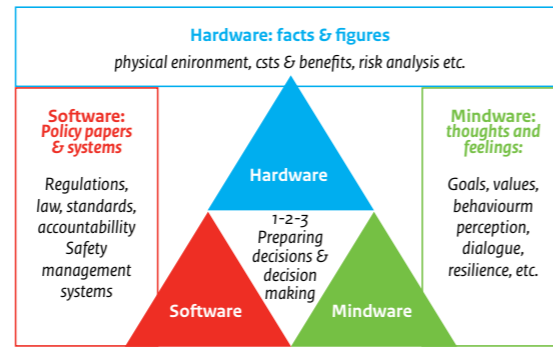 Hardware: facts & figures
physical enironment, csts & benefits, risk analysis etc.
Software:
Policy papers
& systems
Regulations,
law, standards,
accountabillity
Safety
management
systems
Hardware
1-2-3
Preparing
decisions &
decision
making
Software
Mindware
Mindware:
thoughts and
feelings:
Goals, values,
behaviourm
perception,
dialogue,
resilience, etc.